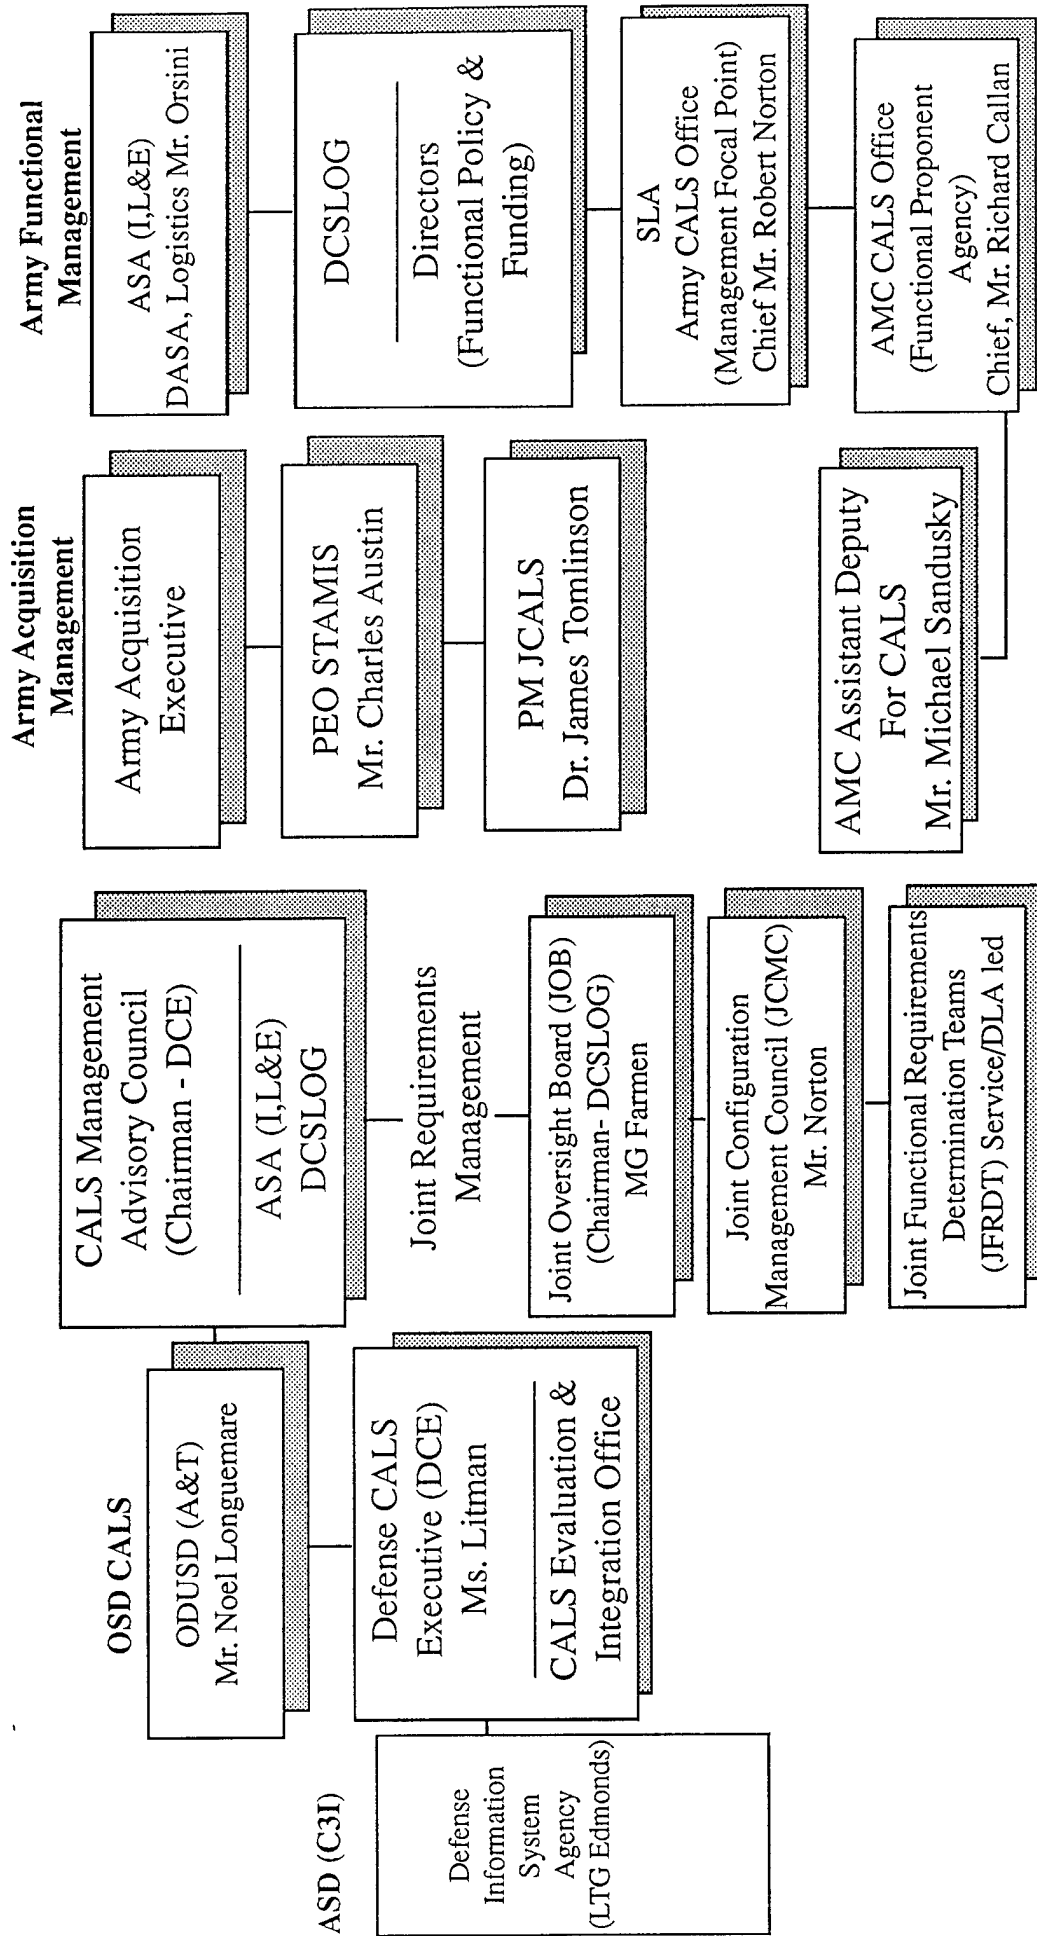 OSD CALS
ODUSD (A&T)
Mr. Noel Longuemare
Defense CALS
Executive (DCE)
Ms. Litman
CALS Evaluation &
Integration Office
ASD (C3I)
Defense
Information
System
Agency
(LTG Edmonds)
CALS Management
Advisory Council
(Chairman - DCE)
ASA (I,L&E)
DCSLOG
Joint Requirements
Management
Joint Oversight Board (JOB)
(Chairman- DCSLOG)
MG Farmen
Joint Configuration
Management Council (JCMC)
Mr. Norton
Joint Functional Requirements
Determination Teams
(JFRDT) Service/DLA led
Army Acquisition
Management
Army Acquisition
Executive
PEO STAMIS
Mr. Charles Austin
PM JCALS
Dr. James Tomlinson
AMC Assistant Deputy
For CALS
Mr. Michael Sandusky
Army Functional
Management
ASA (I,L&E)
DASA, Logistics Mr. Orsini
DCSLOG
Directors
(Functional Policy &
Funding)
SLA
Army CALS Office
(Management Focal Point)
Chief Mr. Robert Norton
AMC CALS Office
(Functional Proponent
Agency)
Chief, Mr. Richard Callan